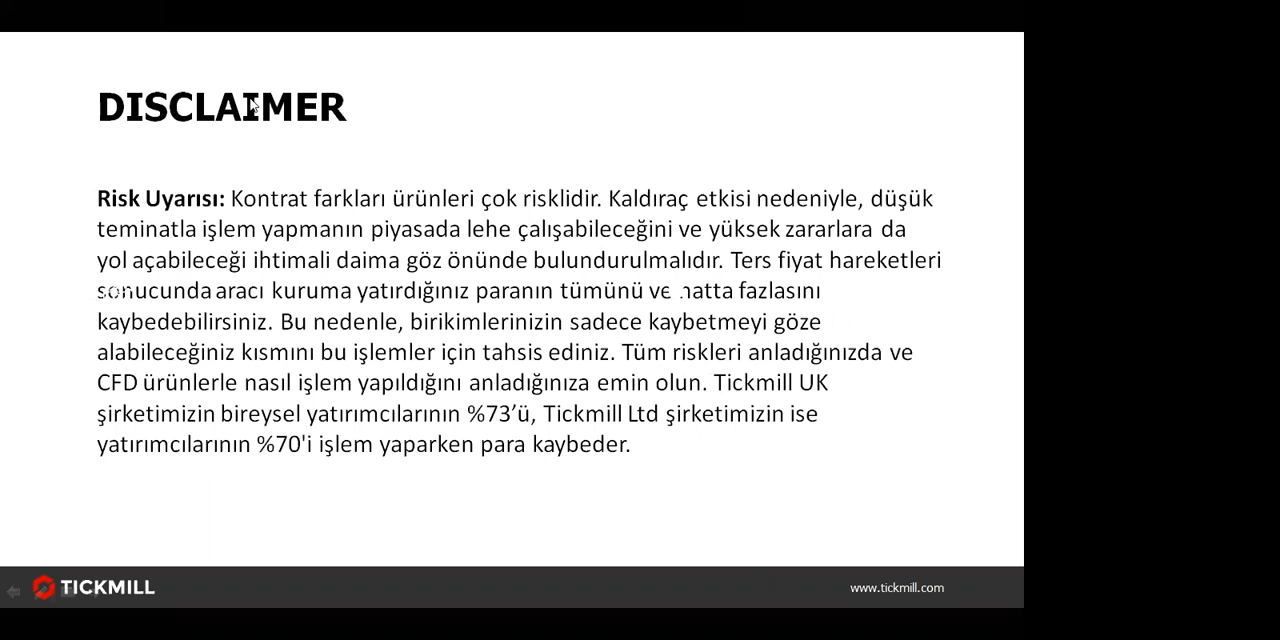 DISCLAIMER
Risk Uyarısı: Kontrat farkları ürünleri çok risklidir. Kaldıraç etkisi nedeniyle, düşük
teminatla işlem yapmanın piyasada lehe çalışabileceğini ve yüksek zararlara da
yol açabileceği ihtimali daima göz önünde bulundurulmalıdır. Ters fiyat hareketleri
sonucunda aracı kuruma yatırdığınız paranın tümünü ve hatta fazlasını
kaybedebilirsiniz. Bu nedenle, birikimlerinizin sadece kaybetmeyi göze
alabileceğiniz kısmını bu işlemler için tahsis ediniz. Tüm riskleri anladığınızda ve
CFD ürünlerle nasıl işlem yapıldığını anladığınıza emin olun. Tickmill UK
şirketimizin bireysel yatırımcılarının %73’ü, Tickmill Ltd şirketimizin ise
yatırımcılarının %70'i işlem yaparken para kaybeder.
TICKMILL
www.tickmill.com